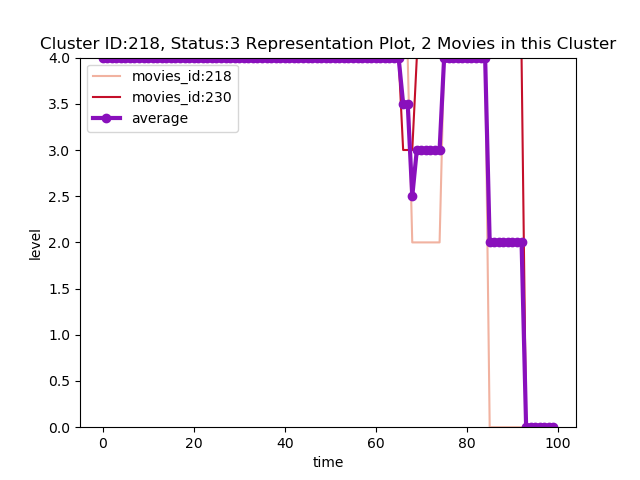 Cluster ID:218, Status:3 Representation Plot, 2 Movies in this Cluster
movies_id:218
movies_id:230
average
level
4.0
3.5
3.0
2.5
2.0
1.5
1.0
0.5
0.0
0 20 40 60 80 100
time